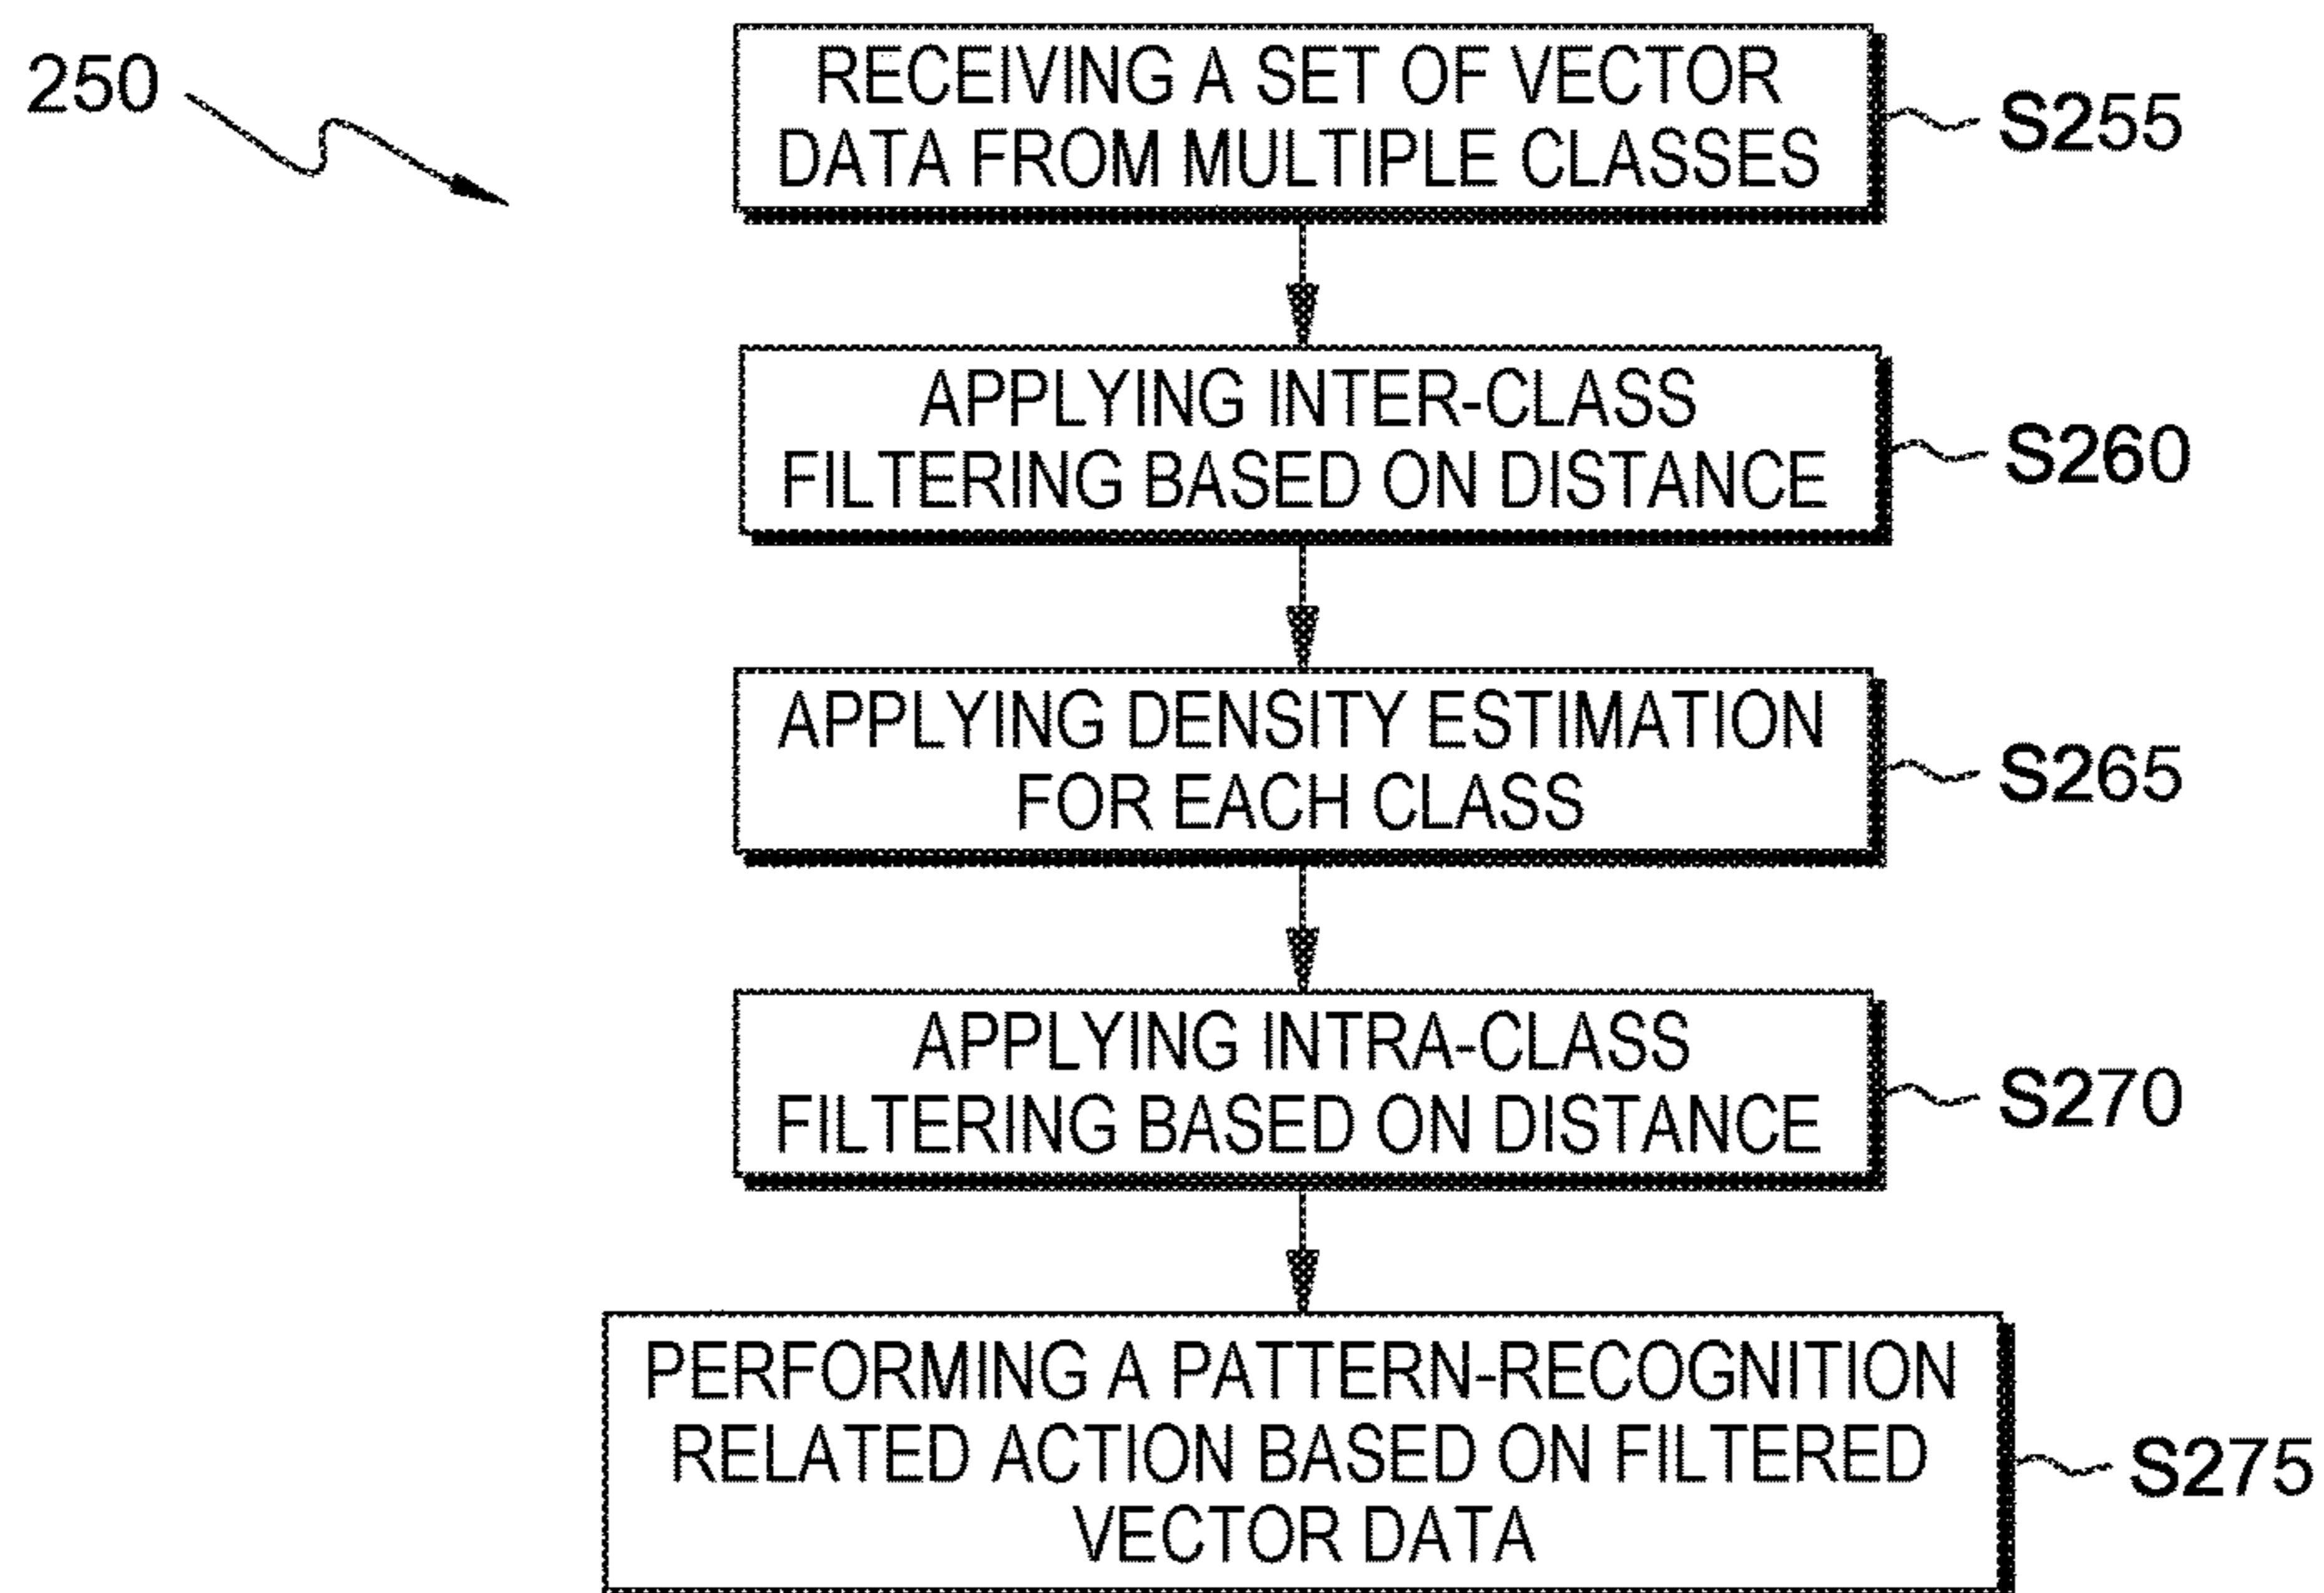 250
RECEIVING A SET OF VECTOR
DATA FROM MULTIPLE CLASSES
S255
APPLYING INTER-CLASS
FILTERING BASED ON DISTANCE
S260
APPLYING DENSITY ESTIMATION
FOR EACH CLASS
S265
APPLYING INTRA-CLASS
FILTERING BASED ON DISTANCE
S270
PERFORMING A PATTERN-RECOGNITION
RELATED ACTION BASED ON FILTERED
VECTOR DATA
S275